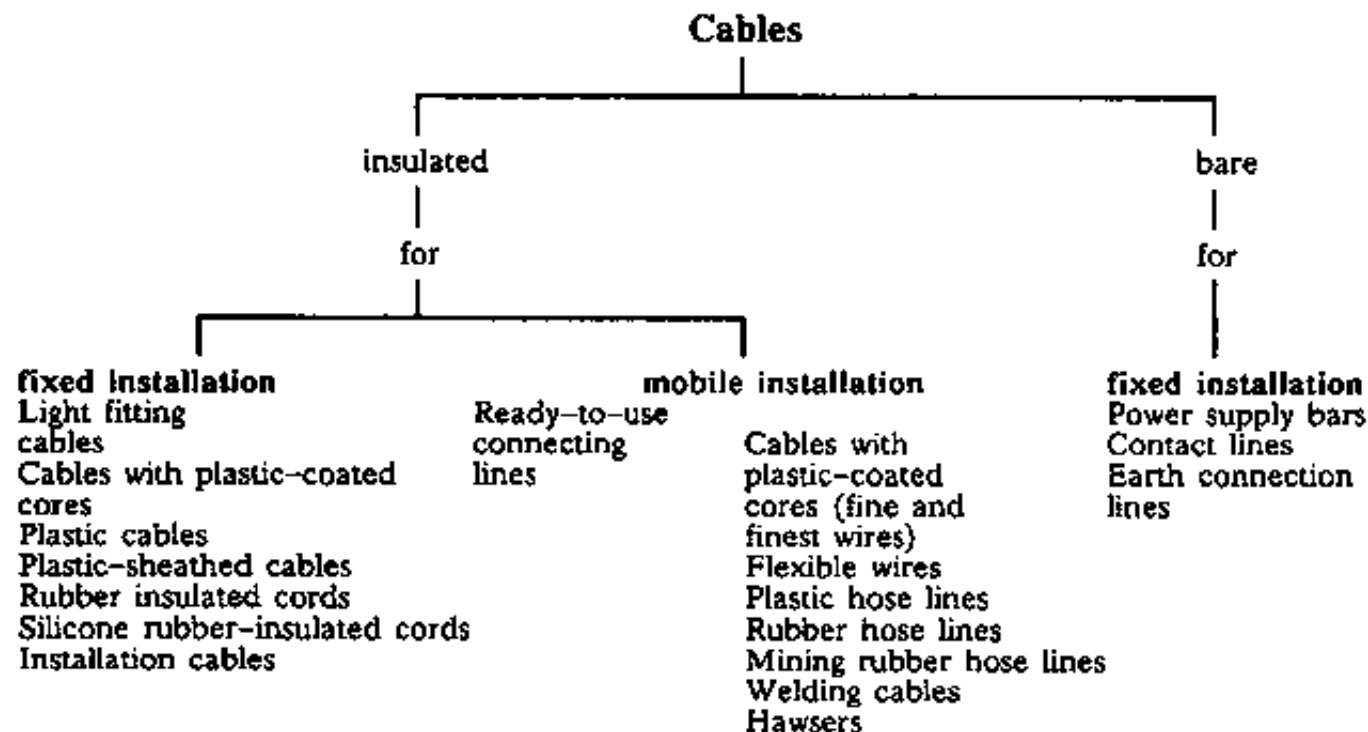 Cables
insulated
bare
for
for
fixed installation
Light fitting
cables
Cables with plastic-coated
cores
Plastic cables
Plastic-sheathed cables
Rubber insulated cords
Silicone rubber-insulated cords
Installation cables
mobile installation
Ready-to-use
connecting
lines
Cables with
plastic-coated
cores (fine and
finest wires)
Flexible wires
Plastic hose lines
Rubber hose lines
Mining rubber hose lines
Welding cables
Hawsers
fixed installation
Power supply bars
Contact lines
Earth connection
lines